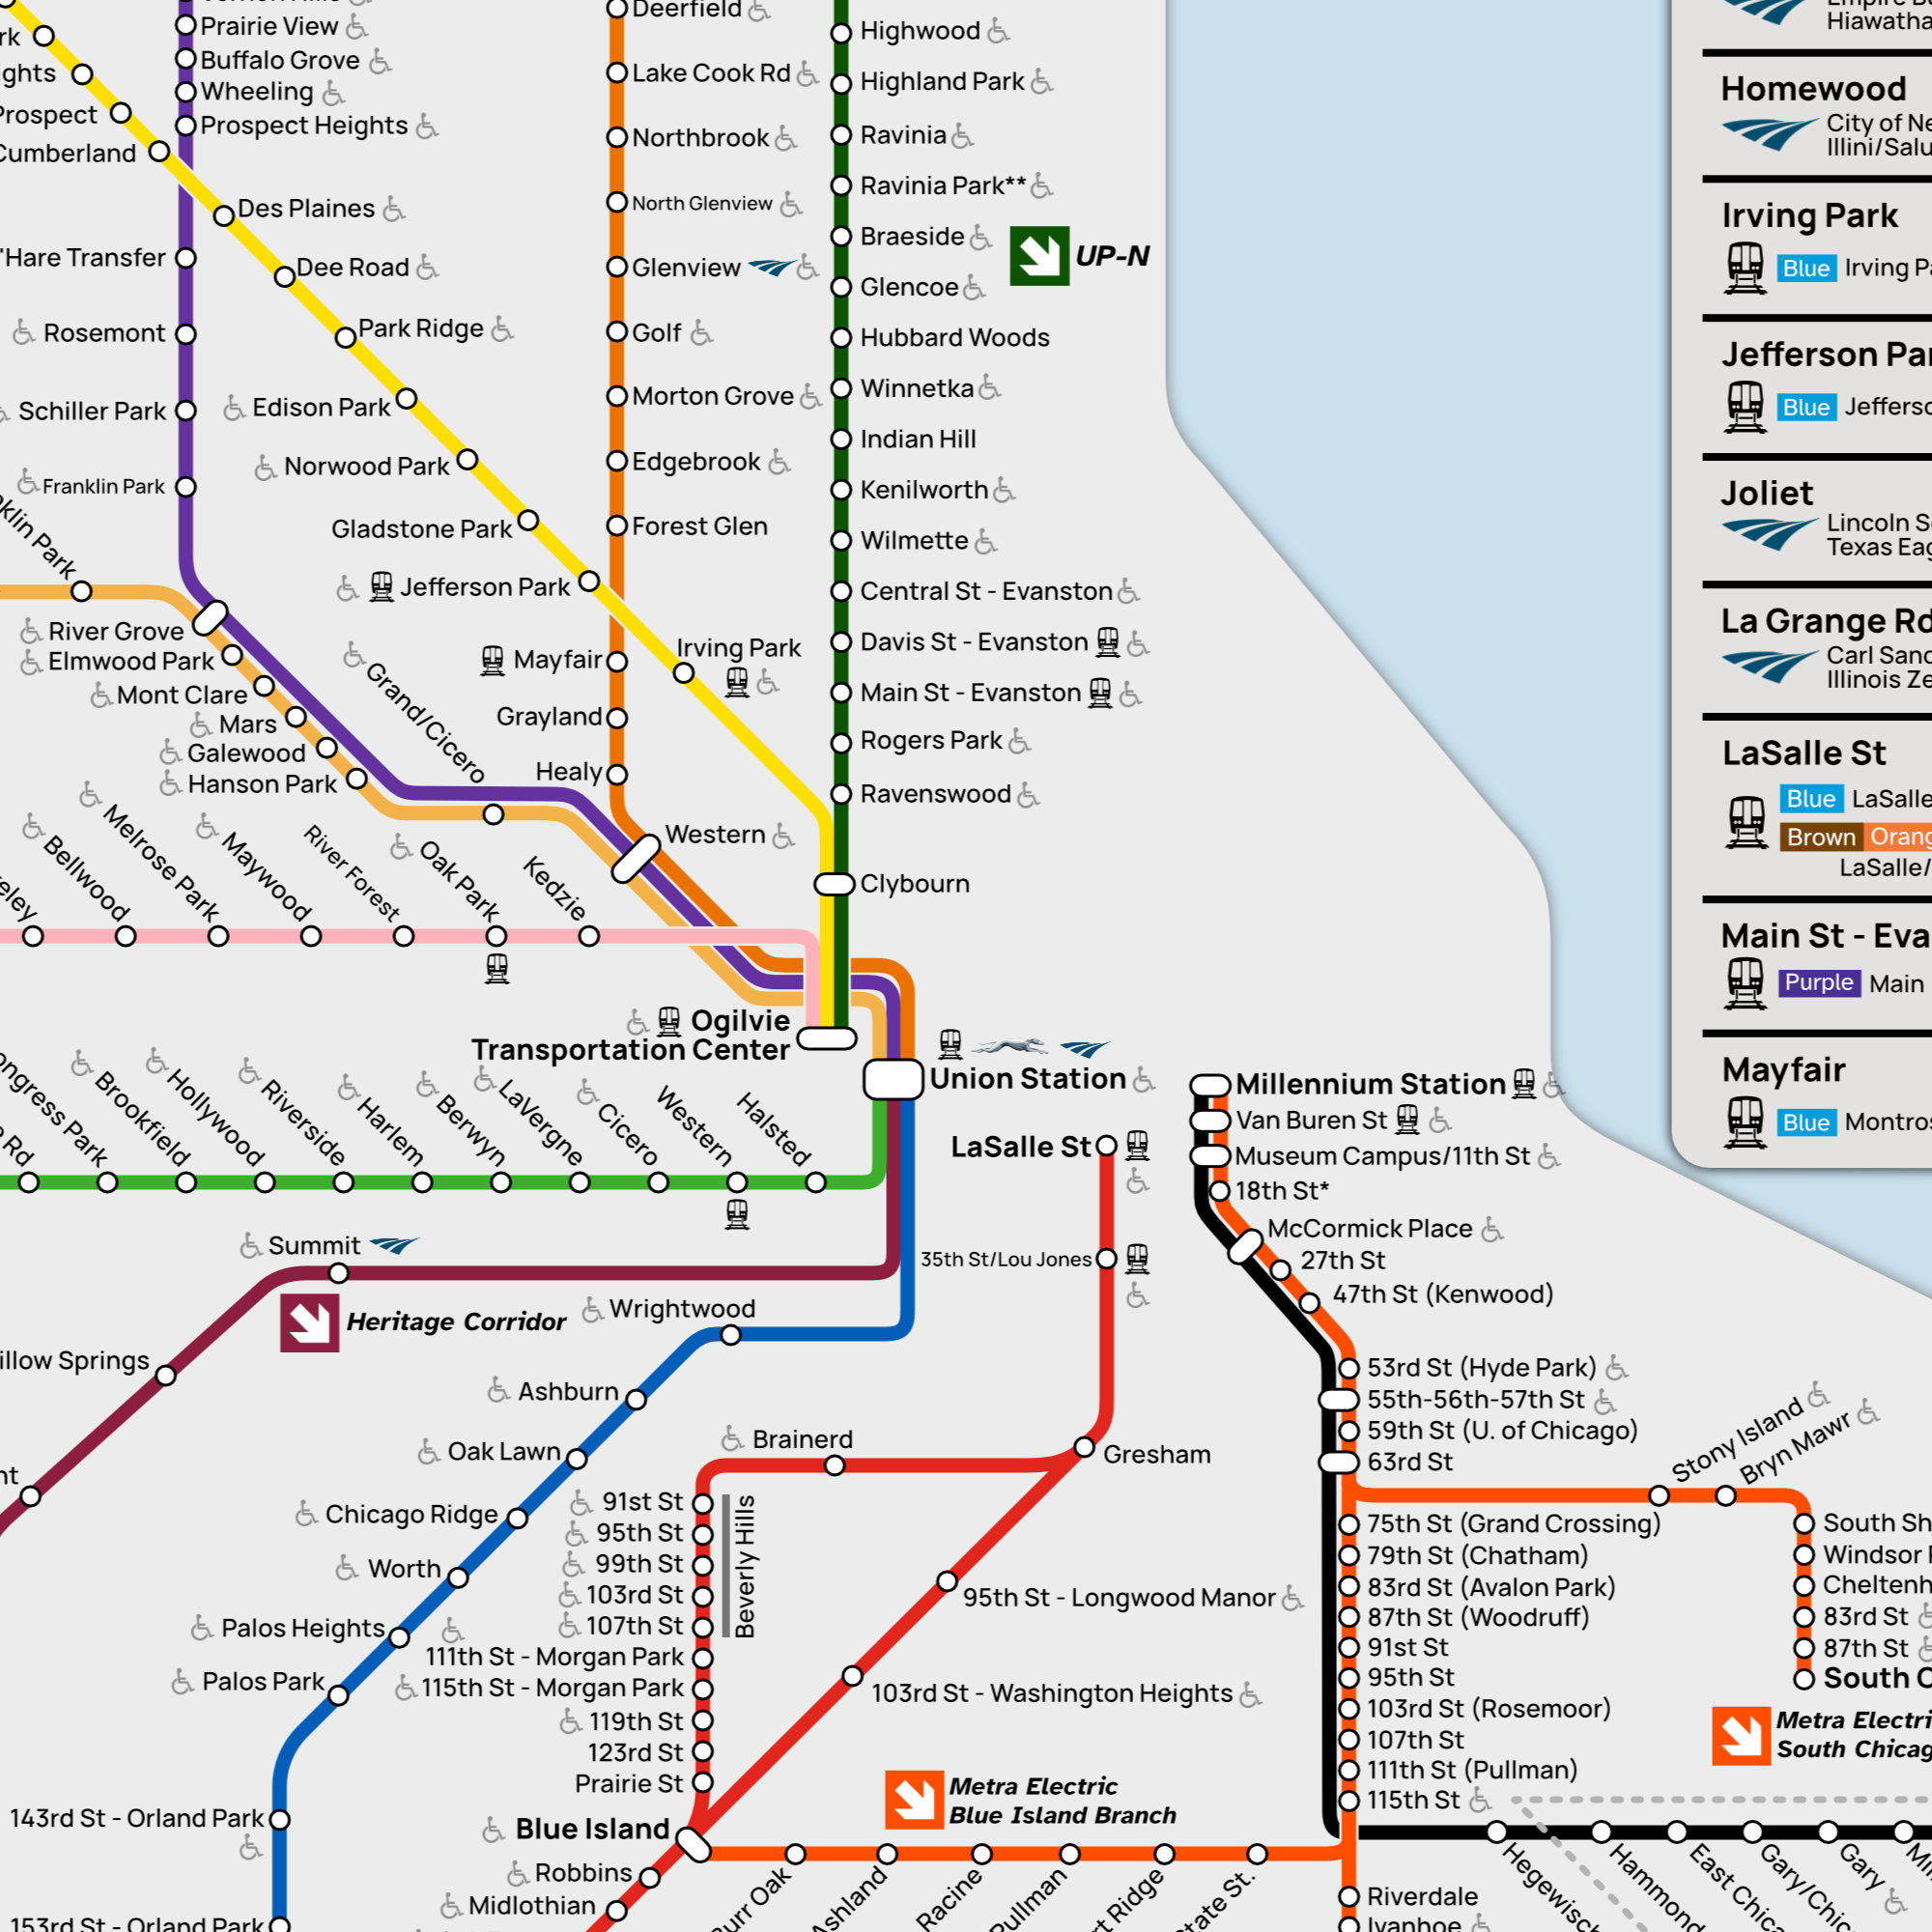 Prairie View
Buffalo Grove
Wheeling
Prospect Heights
Prospect
Cumberland
Des Plaines
Dee Road
Park Ridge
Edison Park
Norwood Park
Gladstone Park
Jefferson Park
Irving Park
O'Hare Transfer
Rosemont
Schiller Park
Franklin Park
River Grove
Elmwood Park
Mont Clare
Mars
Galewood
Hanson Park
Grand/Cicero
Deerfield
Lake Cook Rd
Northbrook
North Glenview
Glenview
Golf
Morton Grove
Edgebrook
Forest Glen
Mayfair
Grayland
Healy
Western
Highwood
Highland Park
Ravinia
Ravinia Park**
Braeside
UP-N
Glencoe
Hubbard Woods
Winnetka
Indian Hill
Kenilworth
Wilmette
Central St - Evanston
Davis St - Evanston
Main St - Evanston
Rogers Park
Ravenswood
Clybourn
Bellwood
Melrose Park
Maywood
River Forest
Oak Park
Kedzie
Ogilvie
Transportation Center
Union Station
Brookfield
Hollywood
Riverside
Harlem
Berwyn
LaVergne
Cicero
Western
Halsted
Summit
Heritage Corridor
Willow Springs
Wrightwood
Ashburn
Oak Lawn
Chicago Ridge
Worth
Palos Heights
Palos Park
143rd St - Orland Park
153rd St - Orland Park
LaSalle St
35th St/Lou Jones
Gresham
Brainerd
91st St
95th St
99th St
103rd St
107th St
Beverly Hills
111th St - Morgan Park
115th St - Morgan Park
119th St
123rd St
Prairie St
95th St - Longwood Manor
103rd St - Washington Heights
Blue Island
Robbins
Midlothian
Metra Electric
Blue Island Branch
Burr Oak
Ashland
Racine
Pullman
rt Ridge
State St.
Millennium Station
Van Buren St
Museum Campus/11th St
18th St*
McCormick Place
27th St
47th St (Kenwood)
53rd St (Hyde Park)
55th-56th-57th St
59th St (U. of Chicago)
63rd St
Stony Island
Bryn Mawr
75th St (Grand Crossing)
79th St (Chatham)
83rd St (Avalon Park)
87th St (Woodruff)
91st St
95th St
103rd St (Rosemoor)
107th St
111th St (Pullman)
115th St
Riverdale
Ivanhoe
South Sh
Windsor
Cheltenh
83rd St
87th St
South C
Metra Electri
South Chicag
Hegewisch
Hammond
East Chica
Gary/Chic
Gary
Hiawatha
Homewood
City of Ne
Illini/Salu
Irving Park
Blue Irving Pa
Jefferson Par
Blue Jefferso
Joliet
Lincoln S
Texas Eag
La Grange Rd
Carl Sand
Illinois Ze
LaSalle St
Blue LaSalle
Brown Orang
LaSalle/
Main St - Eva
Purple Main
Mayfair
Blue Montros